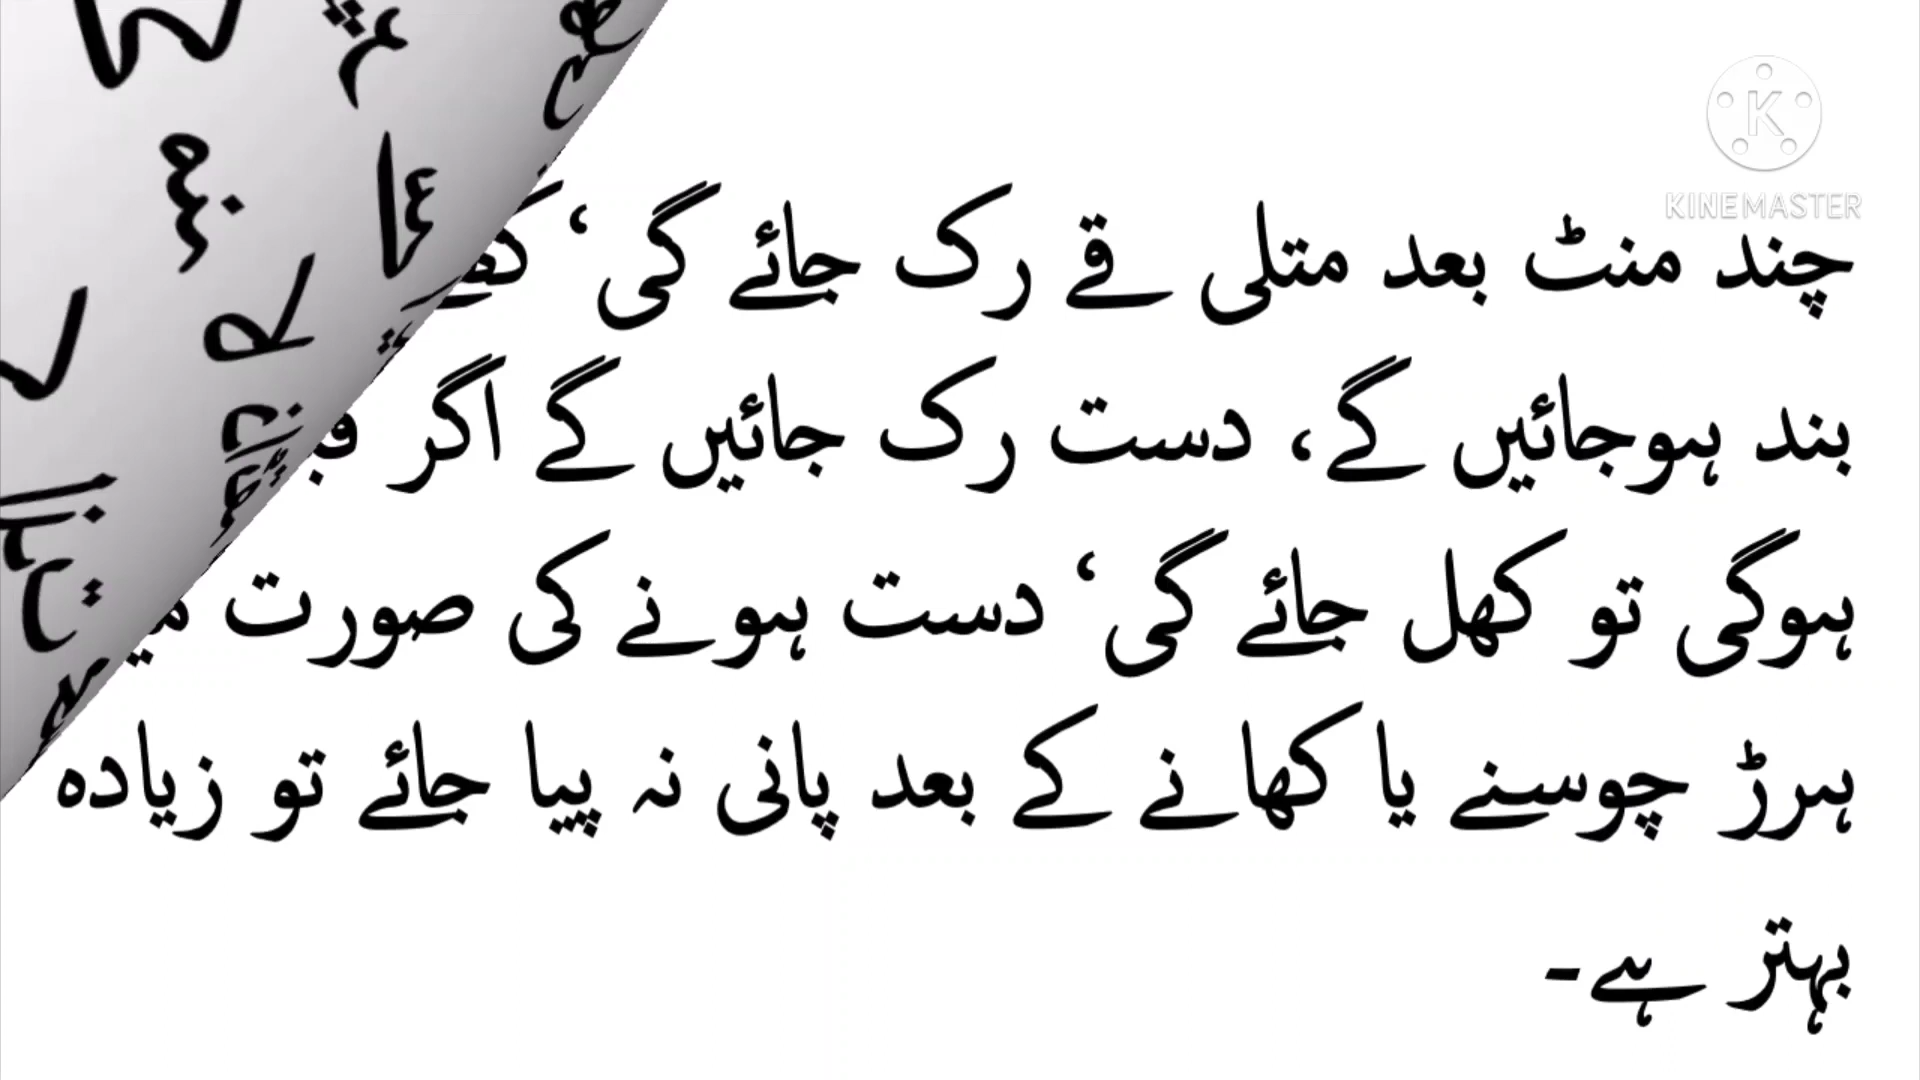 KINEMASTER
چند منٹ بعد متلی قے رک جائے گی‘
بند ہوجائیں گے، دست رک جائیں گے اگر
ہوگی تو کھل جائے گی‘ دست ہونے کی صورت
ہرڑ چوسنے یا کھانے کے بعد پانی نہ پیا جائے تو زیادہ
بہتر ہے۔